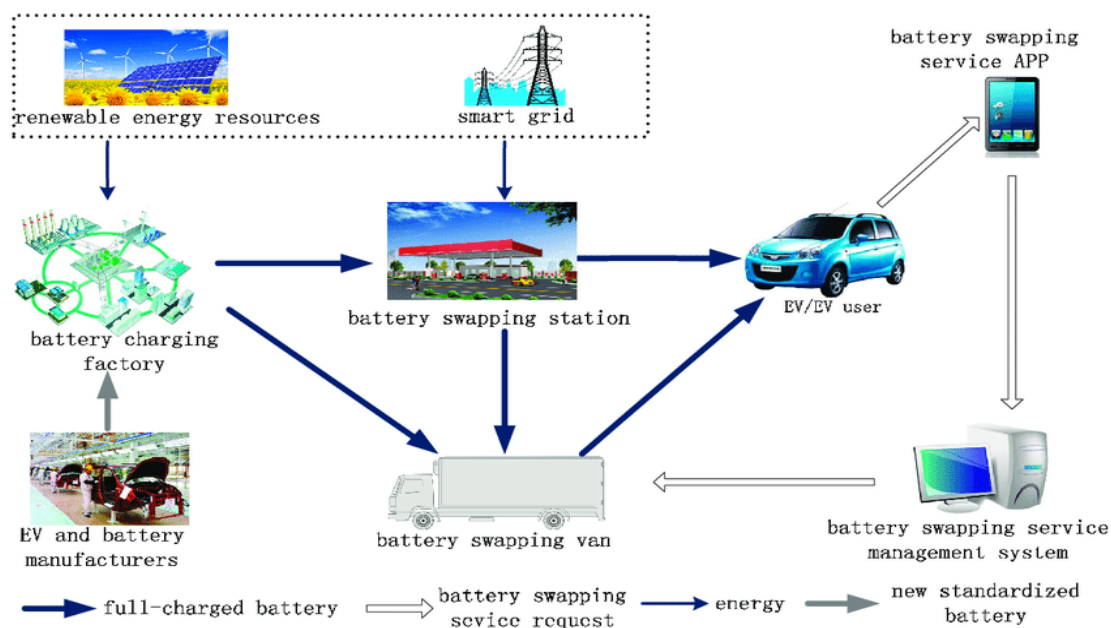 battery swapping
service APP
renewable energy resources
smart grid
battery swapping station
EV/EV user
battery charging
factory
EV and battery
manufacturers
battery swapping van
battery swapping service
management system
full-charged battery
battery swapping
sevice request
energy
new standardized
battery